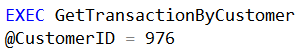 EXEC GetTransactionByCustomer
@CustomerID = 976